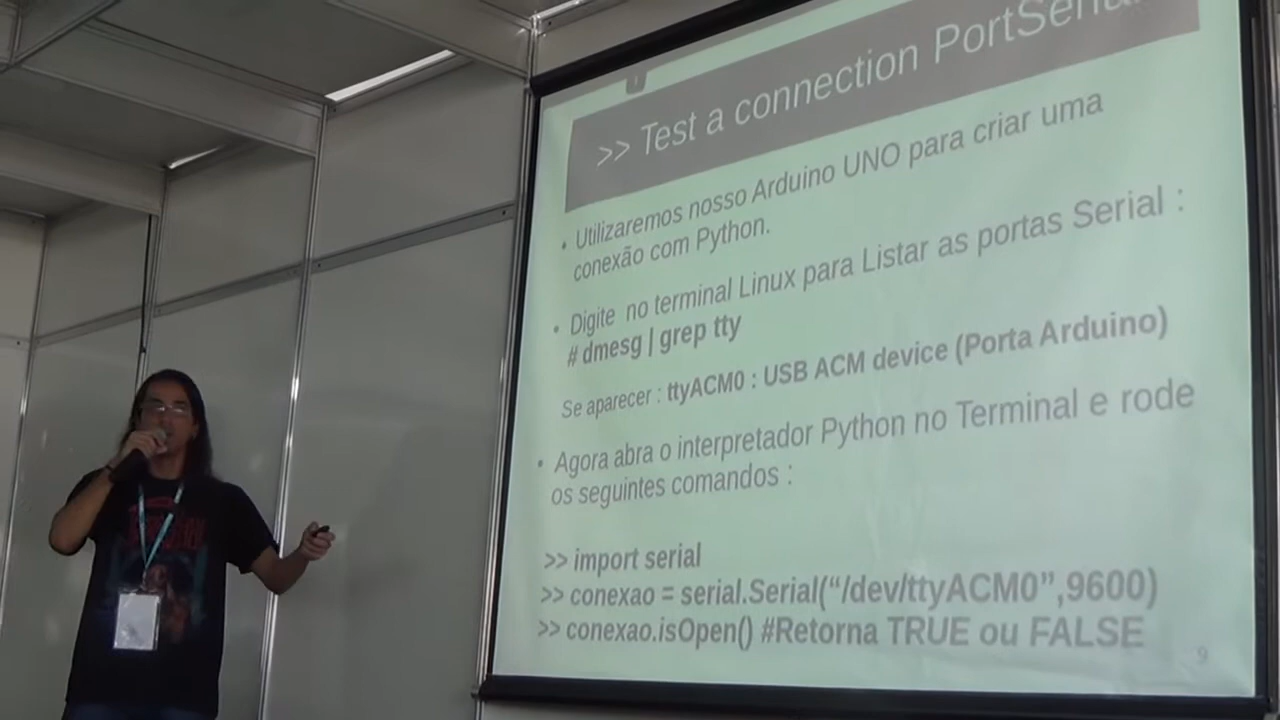 >> Test a connection PortSerial
• Utilizaremos nosso Arduino UNO para criar uma
conexão com Python.
• Digite no terminal Linux para Listar as portas Serial :
# dmesg | grep tty
Se aparecer : ttyACM0 : USB ACM device (Porta Arduino)
• Agora abra o interpretador Python no Terminal e rode
os seguintes comandos :
>> import serial
>> conexao = serial.Serial(“/dev/ttyACM0”,9600)
>> conexao.isOpen() #Retorna TRUE ou FALSE
9